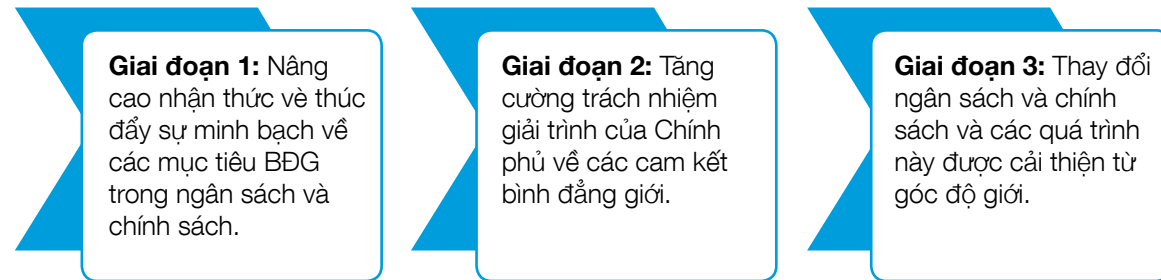 Giai đoạn 1: Nâng
cao nhận thức vè thúc
đẩy sự minh bạch về
các mục tiêu BĐG
trong ngân sách và
chính sách.
Giai đoạn 2: Tăng
cường trách nhiệm
giải trình của Chính
phủ về các cam kết
bình đẳng giới.
Giai đoạn 3: Thay đổi
ngân sách và chính
sách và các quá trình
này được cải thiện từ
góc độ giới.